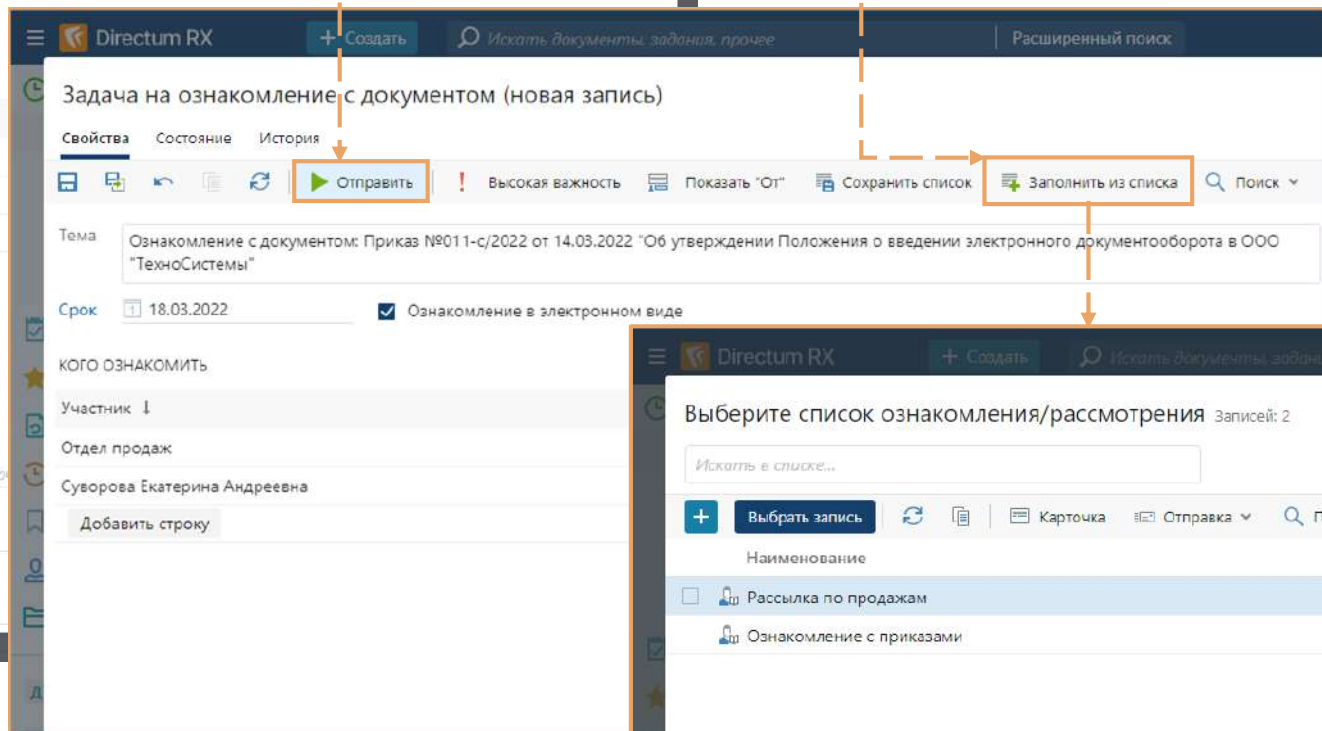 Directum RX + Создать Искать документы, задания, прочее Расширенный поиск
Задача на ознакомление с документом (новая запись)
Свойства Состояние История
Отправить Высокая важность Показать "От" Сохранить список Заполнить из списка Поиск
Тема
Ознакомление с документом: Приказ №011-с/2022 от 14.03.2022 "Об утверждении Положения о введении электронного документооборота в ООО
"ТехноСистемы"
Срок 18.03.2022 Ознакомление в электронном виде
КОГО ОЗНАКОМИТЬ
Участник ↓
Отдел продаж
Суворова Екатерина Андреевна
Добавить строку
Directum RX + Создать Искать документы,
Выберите список ознакомления/рассмотрения Записей: 2
Искать в списке...
+ Выбрать запись Карточка Отправка
Наименование
Рассылка по продажам
Ознакомление с приказами